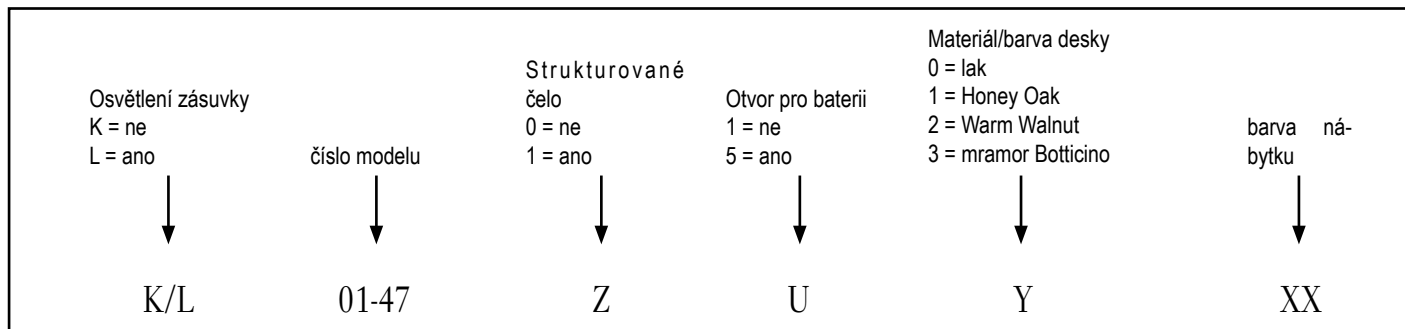 Osvětlení zásuvky
K = ne
L = ano
číslo modelu
Strukturované
čelo
0 = ne
1 = ano
Otvor pro baterii
1 = ne
5 = ano
Materiál/barva desky
0 = lak
1 = Honey Oak
2 = Warm Walnut
3 = mramor Botticino
barva ná-
bytku
K/L 01-47 Z U Y XX